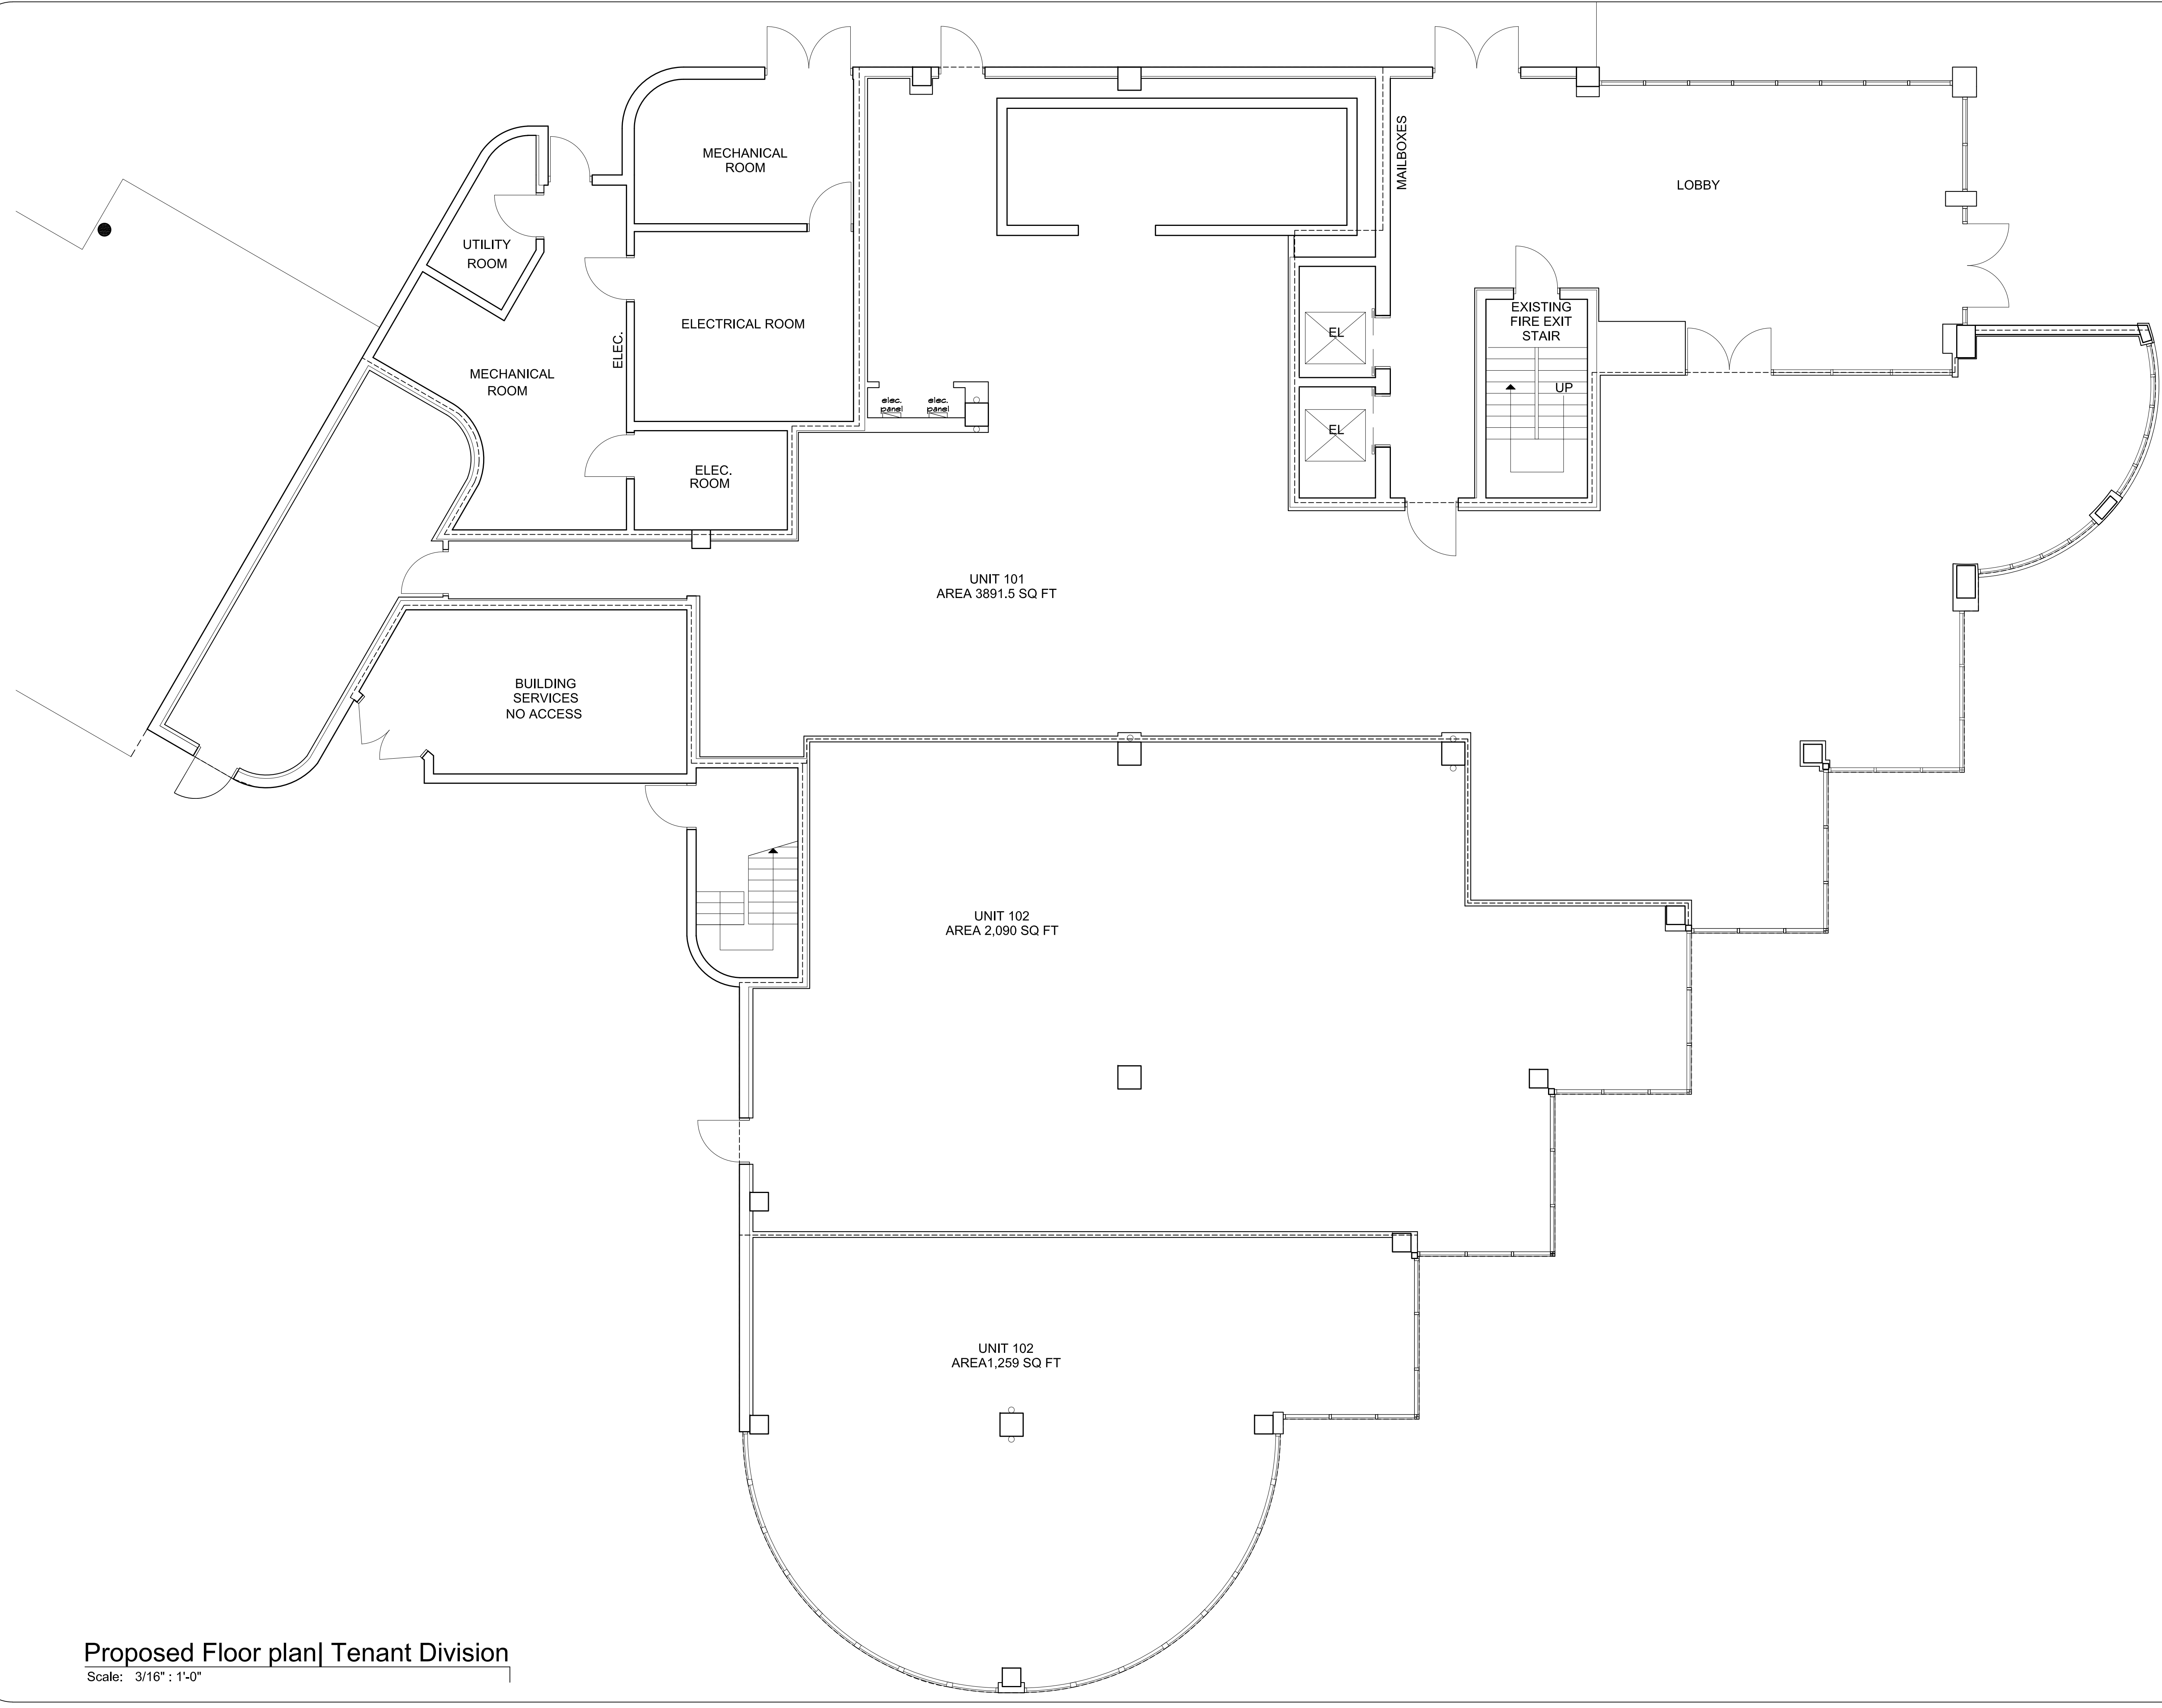 MECHANICAL
ROOM
MAILBOXES
LOBBY
UTILITY
ROOM
ELECTRICAL ROOM
ELEC.
EL
EXISTING
FIRE EXIT
STAIR
MECHANICAL
ROOM
UP
elec.
panel
elec.
panel
EL
ELEC.
ROOM
UNIT 101
AREA 3891.5 SQ FT
BUILDING
SERVICES
NO ACCESS
UNIT 102
AREA 2,090 SQ FT
UNIT 102
AREA1,259 SQ FT
Proposed Floor plan| Tenant Division
Scale: 3/16" : 1'-0"